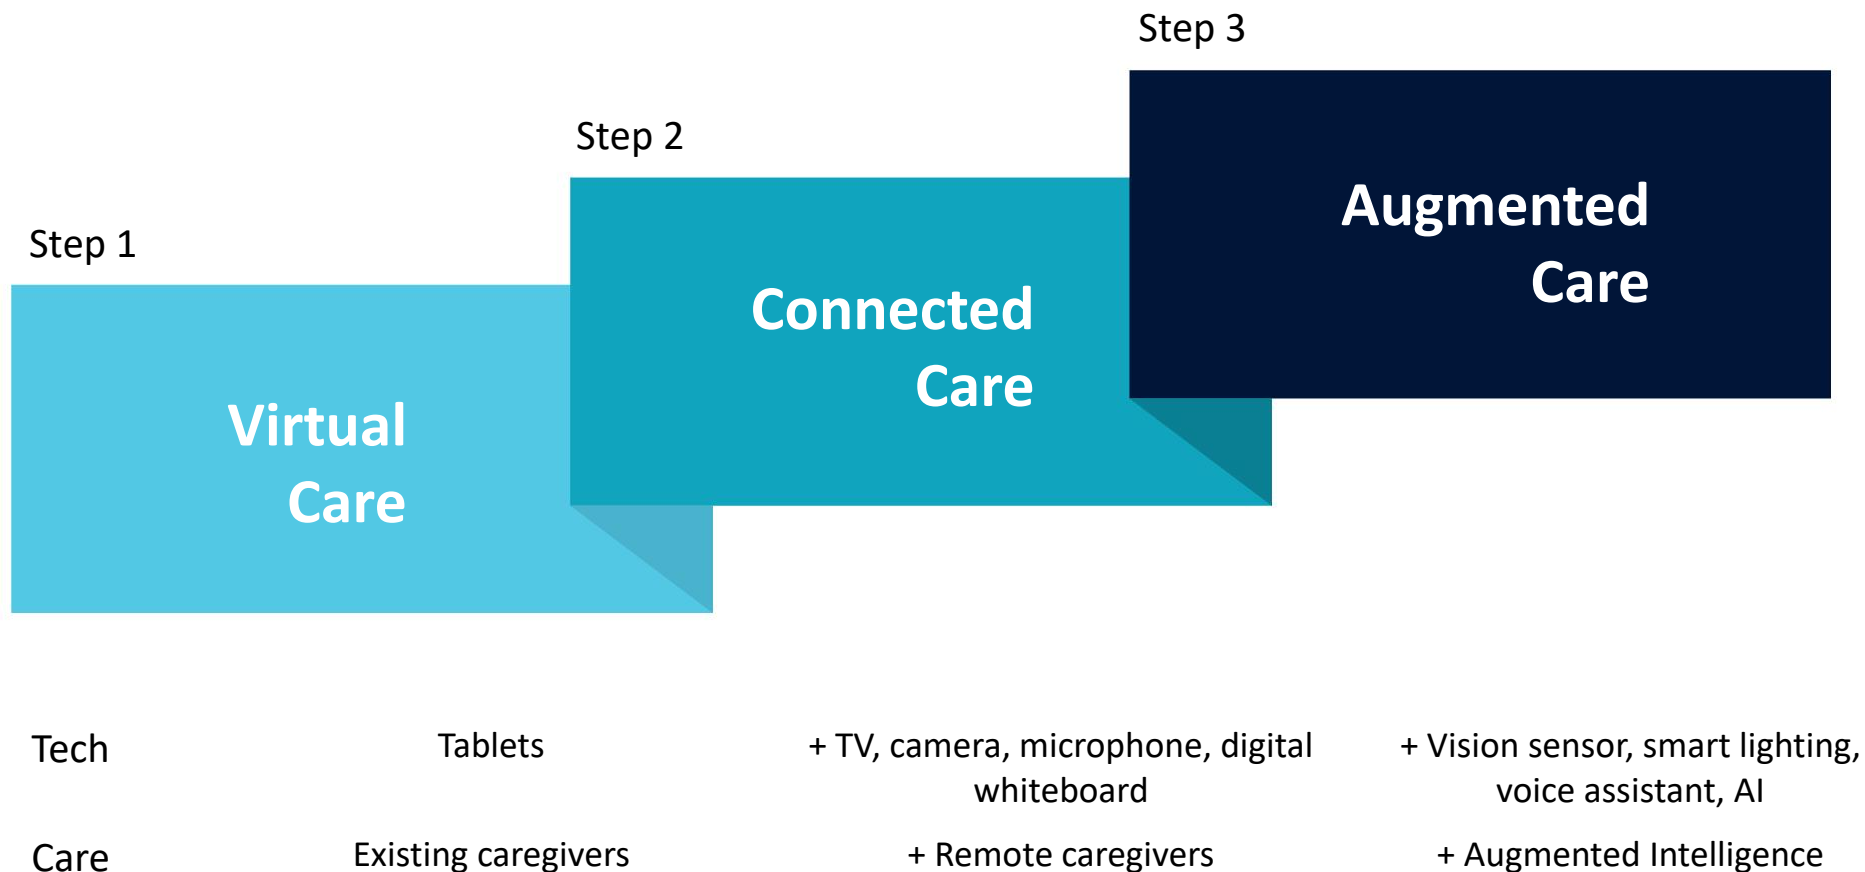 Step 3
Step 2
Step 1
Augmented
Care
Connected
Care
Virtual
Care
Tech
Tablets
+ TV, camera, microphone, digital
whiteboard
+ Vision sensor, smart lighting,
voice assistant, AI
Care
Existing caregivers
+ Remote caregivers
+ Augmented Intelligence